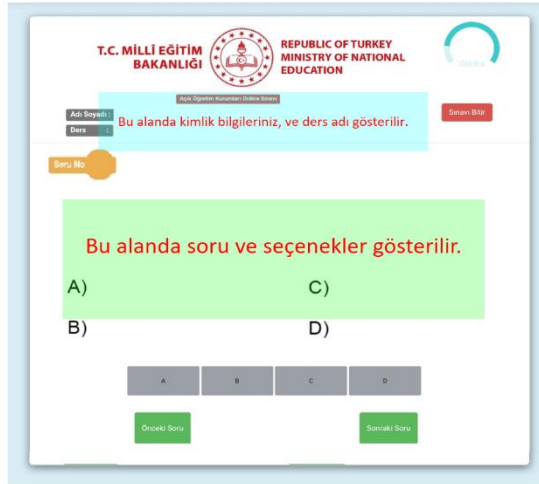 T.C. MİLLÎ EĞİTİM
BAKANLIĞI
REPUBLIC OF TURKEY
MINISTRY OF NATIONAL
EDUCATION
dakika
Açık Öğretim Kurumları Online Sınavı
Adı Soyadı :
Ders :
Bu alanda kimlik bilgileriniz, ve ders adı gösterilir.
Sınavı Bitir
Soru No:
Bu alanda soru ve seçenekler gösterilir.
A) C)
B) D)
A B C D
Önceki Soru Sonraki Soru